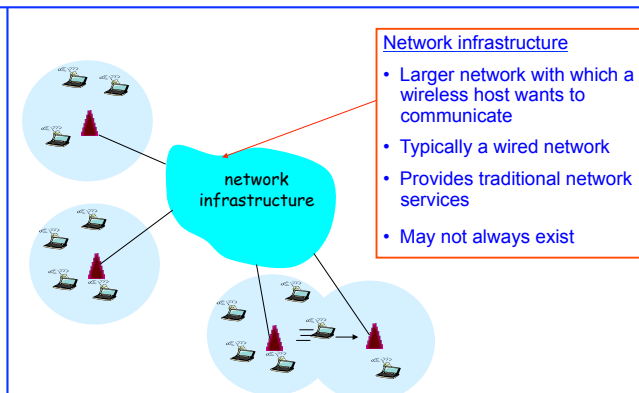 Network infrastructure
• Larger network with which a
wireless host wants to
communicate
• Typically a wired network
• Provides traditional network
services
• May not always exist
network
infrastructure